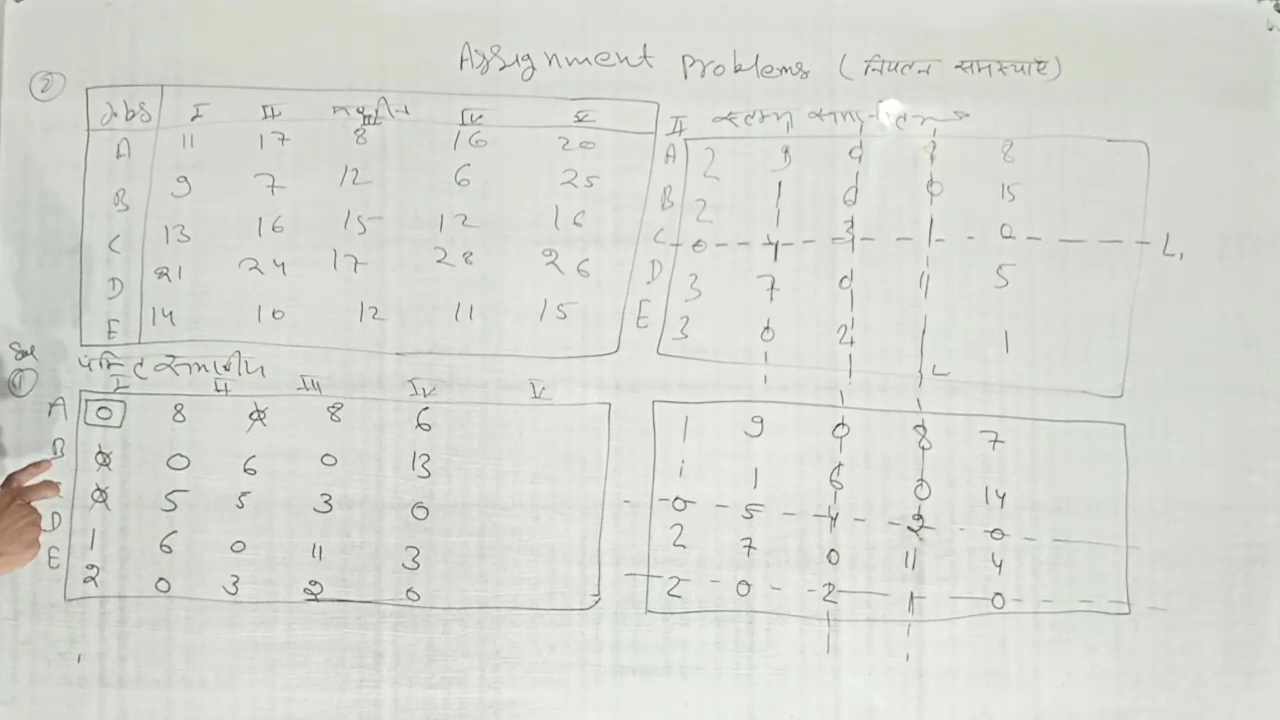 Assignment Problems (नियतन समस्याएं)
②
Jobs I II III IV V
A 11 17 8 16 20
B 9 7 12 6 25
C 13 16 15 12 16
D 21 24 17 28 26
E 14 10 12 11 15
II
A 2 9 0 8 8
B 2 1 0 15
C 0 4 3 1 0 L1
D 3 7 0 11 5
E 3 0 2 1 1
L
Sol
①
I II III IV V
A 0 8 0 8 6
B 0 0 6 0 13
0 5 5 3 0
D 1 6 0 11 3
E 2 0 3 2 0
1 9 0 8 7
1 1 6 0 14
0 5 4 2 0
2 7 0 11 4
2 0 2 1 0